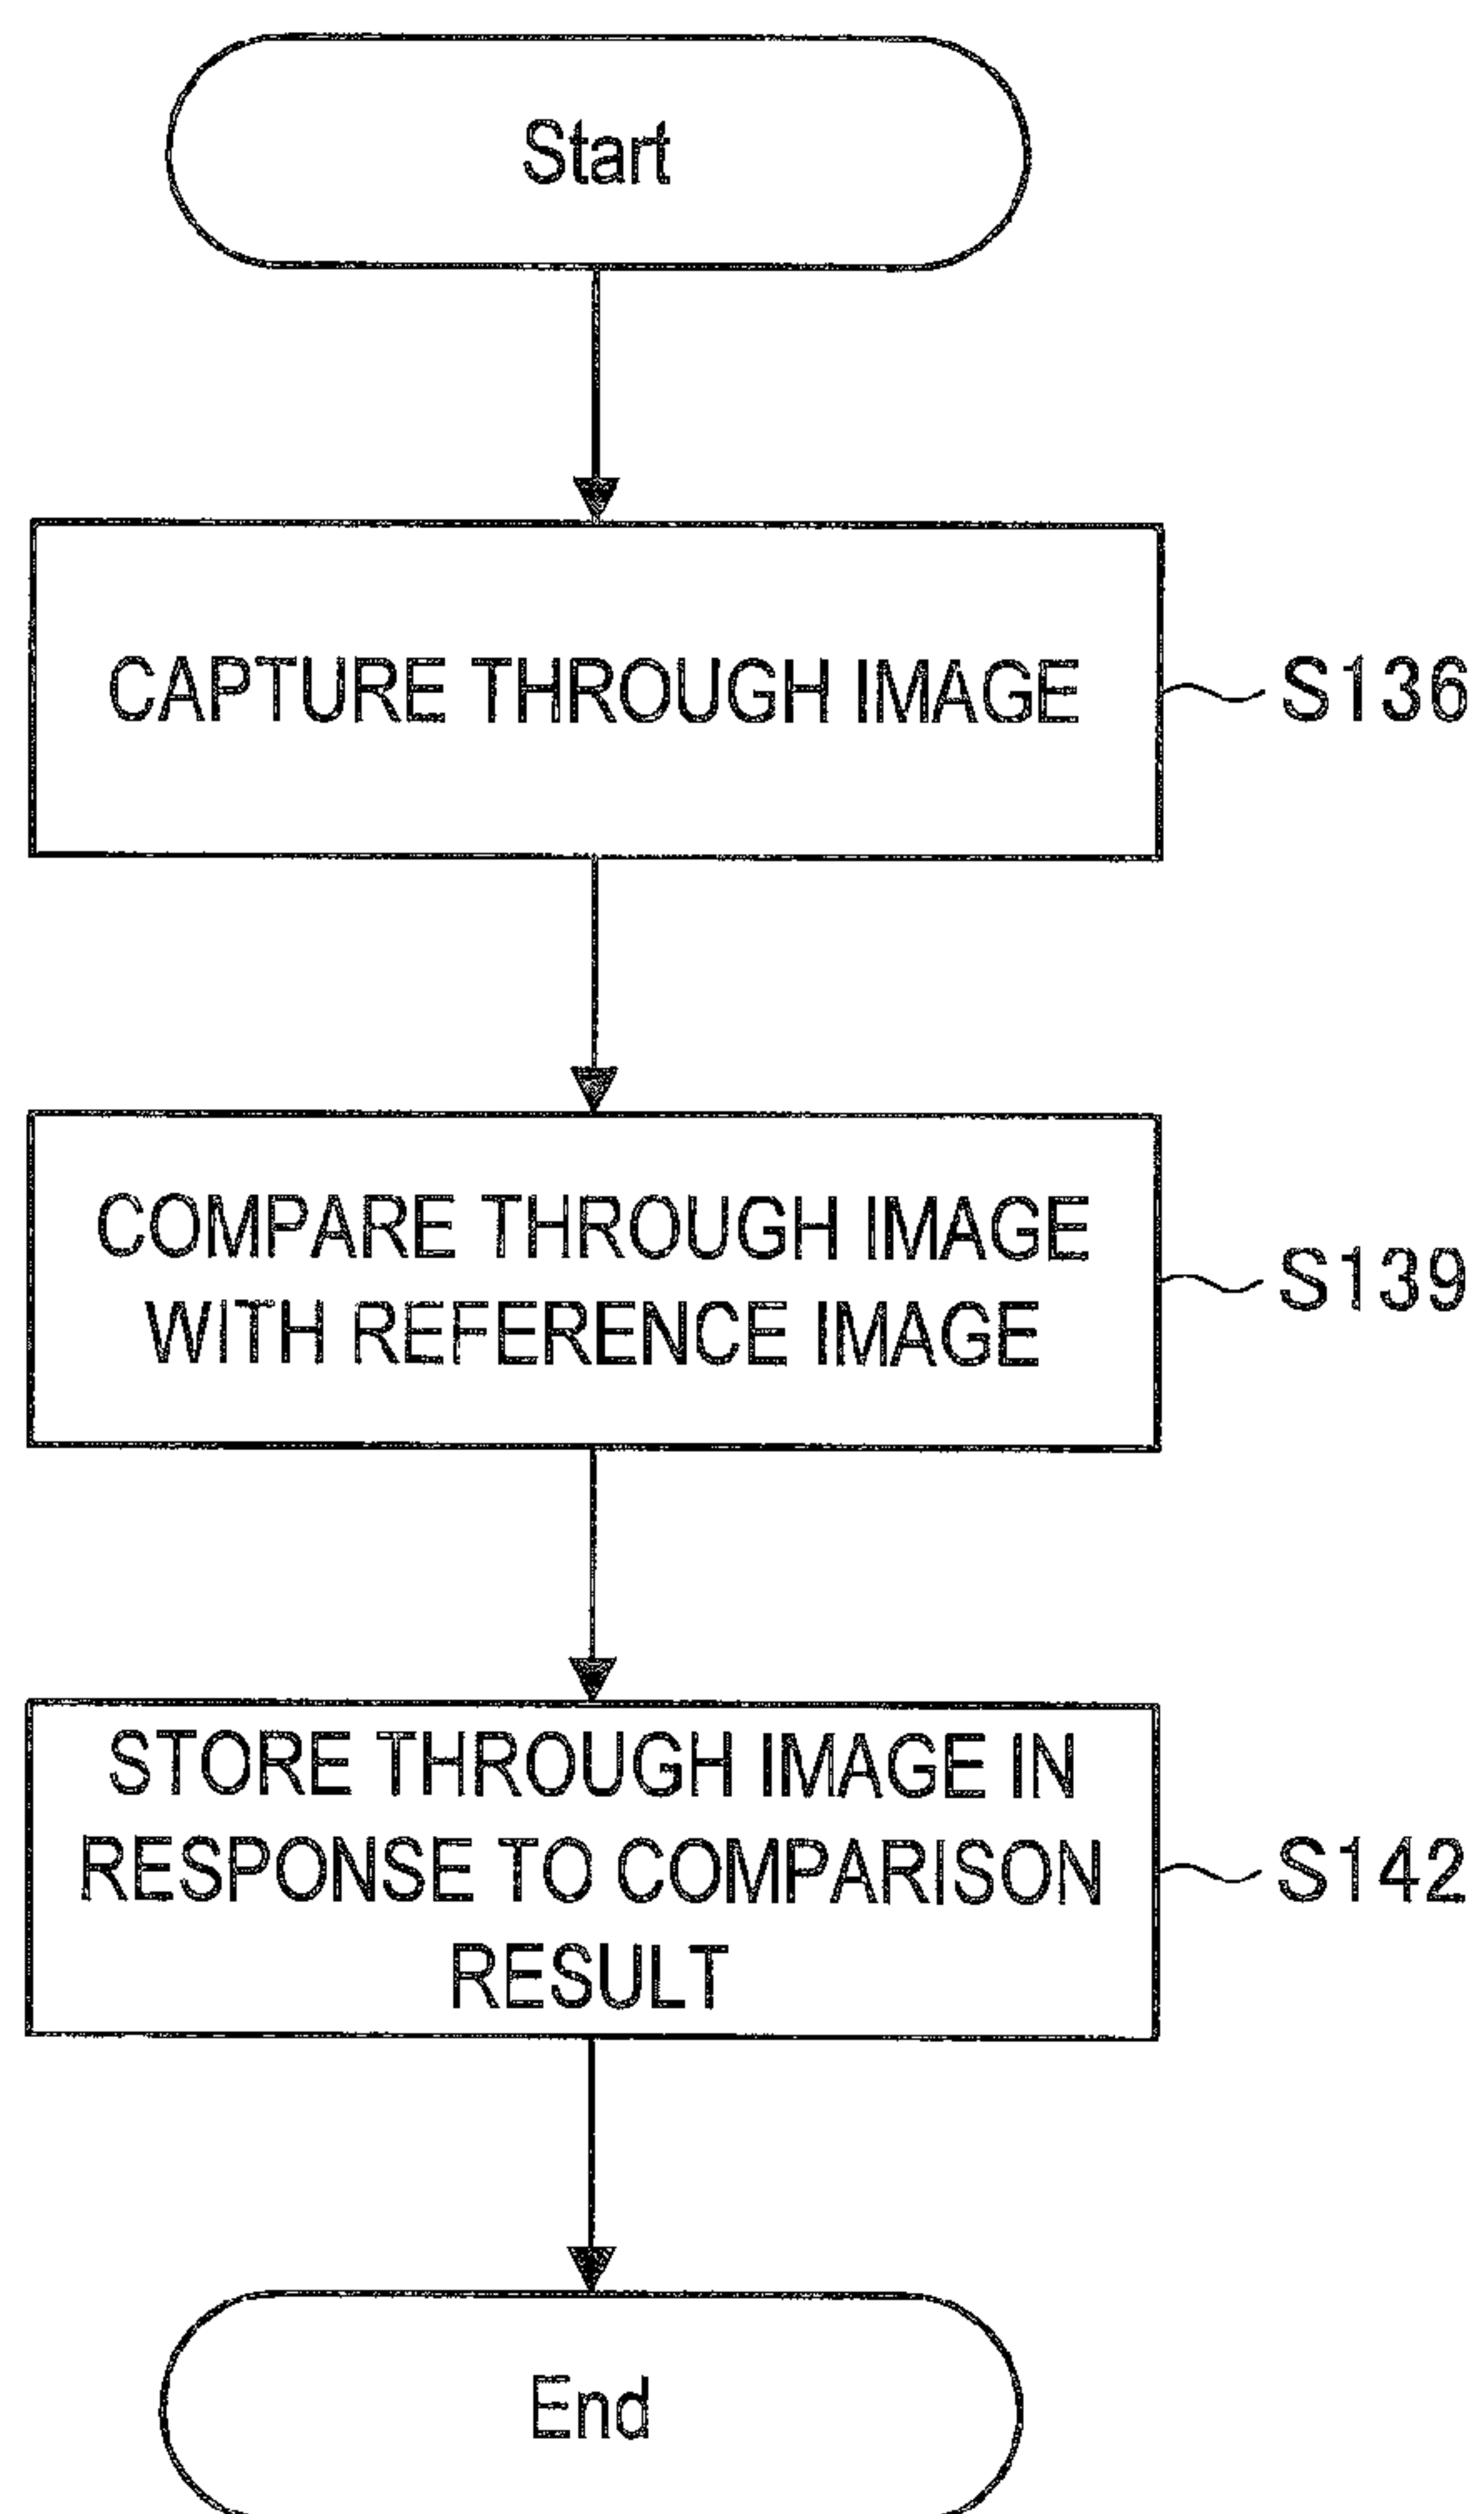 Start
CAPTURE THROUGH IMAGE
S136
COMPARE THROUGH IMAGE
WITH REFERENCE IMAGE
S139
STORE THROUGH IMAGE IN
RESPONSE TO COMPARISON
RESULT
S142
End